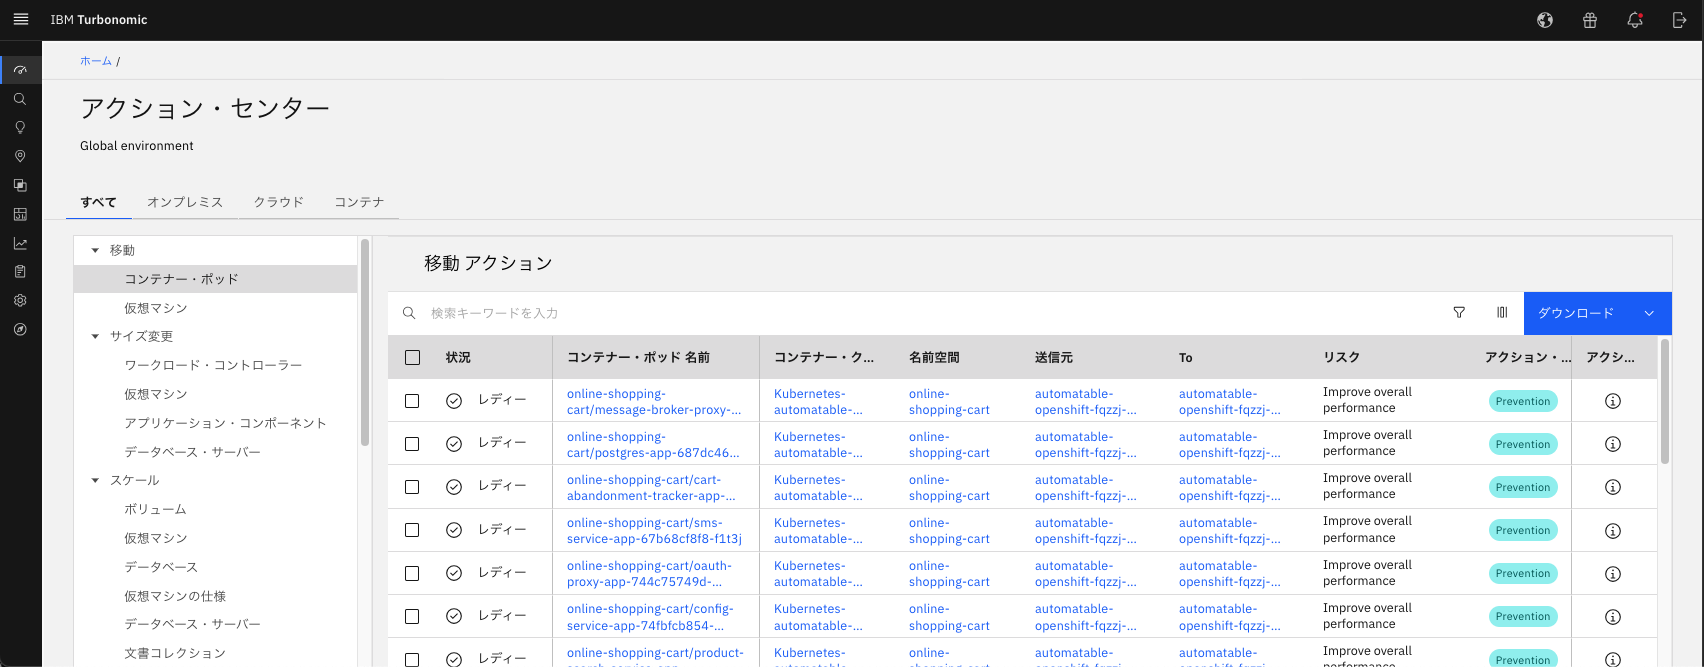 IBM Turbonomic
ホーム /
アクション・センター
Global environment
すべて オンプレミス クラウド コンテナ
移動
コンテナー・ポッド
仮想マシン
サイズ変更
ワークロード・コントローラー
仮想マシン
アプリケーション・コンポーネント
データベース・サーバー
スケール
ボリューム
仮想マシン
データベース
仮想マシンの仕様
データベース・サーバー
文書コレクション
移動 アクション
検索キーワードを入力
ダウンロード
状況 コンテナー・ポッド 名前 コンテナー・ク... 名前空間 送信元 To リスク アクション・... アクシ...
レディー
online-shopping-
cart/message-broker-proxy-...
Kubernetes-
automatable-...
online-
shopping-cart
automatable-
openshift-fqzzj-...
automatable-
openshift-fqzzj-...
Improve overall
performance
Prevention
レディー
online-shopping-
cart/postgres-app-687dc46...
Kubernetes-
automatable-...
online-
shopping-cart
automatable-
openshift-fqzzj-...
automatable-
openshift-fqzzj-...
Improve overall
performance
Prevention
レディー
online-shopping-cart/cart-
abandonment-tracker-app-...
Kubernetes-
automatable-...
online-
shopping-cart
automatable-
openshift-fqzzj-...
automatable-
openshift-fqzzj-...
Improve overall
performance
Prevention
レディー
online-shopping-cart/sms-
service-app-67b68cf8f8-f1t3j
Kubernetes-
automatable-...
online-
shopping-cart
automatable-
openshift-fqzzj-...
automatable-
openshift-fqzzj-...
Improve overall
performance
Prevention
レディー
online-shopping-cart/oauth-
proxy-app-744c75749d-...
Kubernetes-
automatable-...
online-
shopping-cart
automatable-
openshift-fqzzj-...
automatable-
openshift-fqzzj-...
Improve overall
performance
Prevention
レディー
online-shopping-cart/config-
service-app-74fbfcb854-...
Kubernetes-
automatable-...
online-
shopping-cart
automatable-
openshift-fqzzj-...
automatable-
openshift-fqzzj-...
Improve overall
performance
Prevention
レディー
online-shopping-cart/product-
search-service-app-
Kubernetes-
automatable-...
online-
shopping-cart
automatable-
openshift-fqzzj-...
automatable-
openshift-fqzzj-...
Improve overall
performance
Prevention